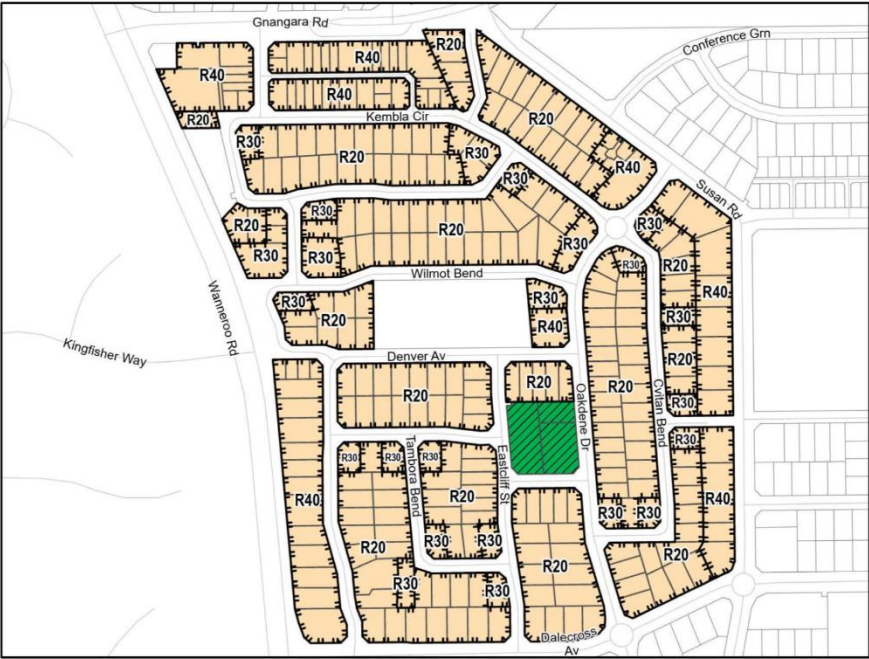 Gnangara Rd
Conference Grn
R20
R40
R40
R40
R20
R20
Kembla Cir
R30
R20
R30
R40
R30
Susan Rd
R20
R30
R30
R20
R30
R30
R30
R20
R30
R20
R40
Wilmot Bend
Wanneroo Rd
R30
R20
R30
R40
R30
R20
Kingfisher Way
Denver Av
R20
R20
R20
Oakdene Dr
Cvitan Bend
R30
R30
R30
R30
R30
Tambora Bend
Eastcliff St
R20
R40
R40
R30
R30
R30
R30
R20
R20
R20
R30
R30
Dalecross
Av